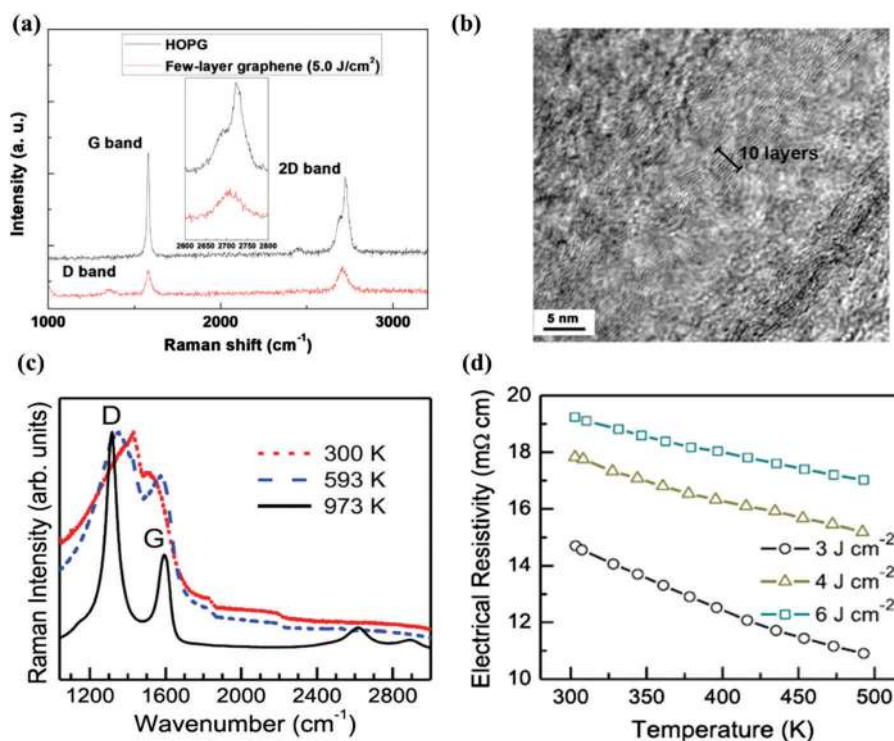 (a)
HOPG
Few-layer graphene (5.0 J/cm²)
G band
2D band
D band
Intensity (a. u.)
2600 2650 2700 2750 2800
1000 2000 3000
Raman shift (cm⁻¹)
(b)
10 layers
5 nm
(c)
D
G
300 K
593 K
973 K
Raman Intensity (arb. units)
1200 1600 2000 2400 2800
Wavenumber (cm⁻¹)
(d)
20
18
16
14
12
10
Electrical Resistivity (mΩ cm)
3 J cm⁻²
4 J cm⁻²
6 J cm⁻²
300 350 400 450 500
Temperature (K)